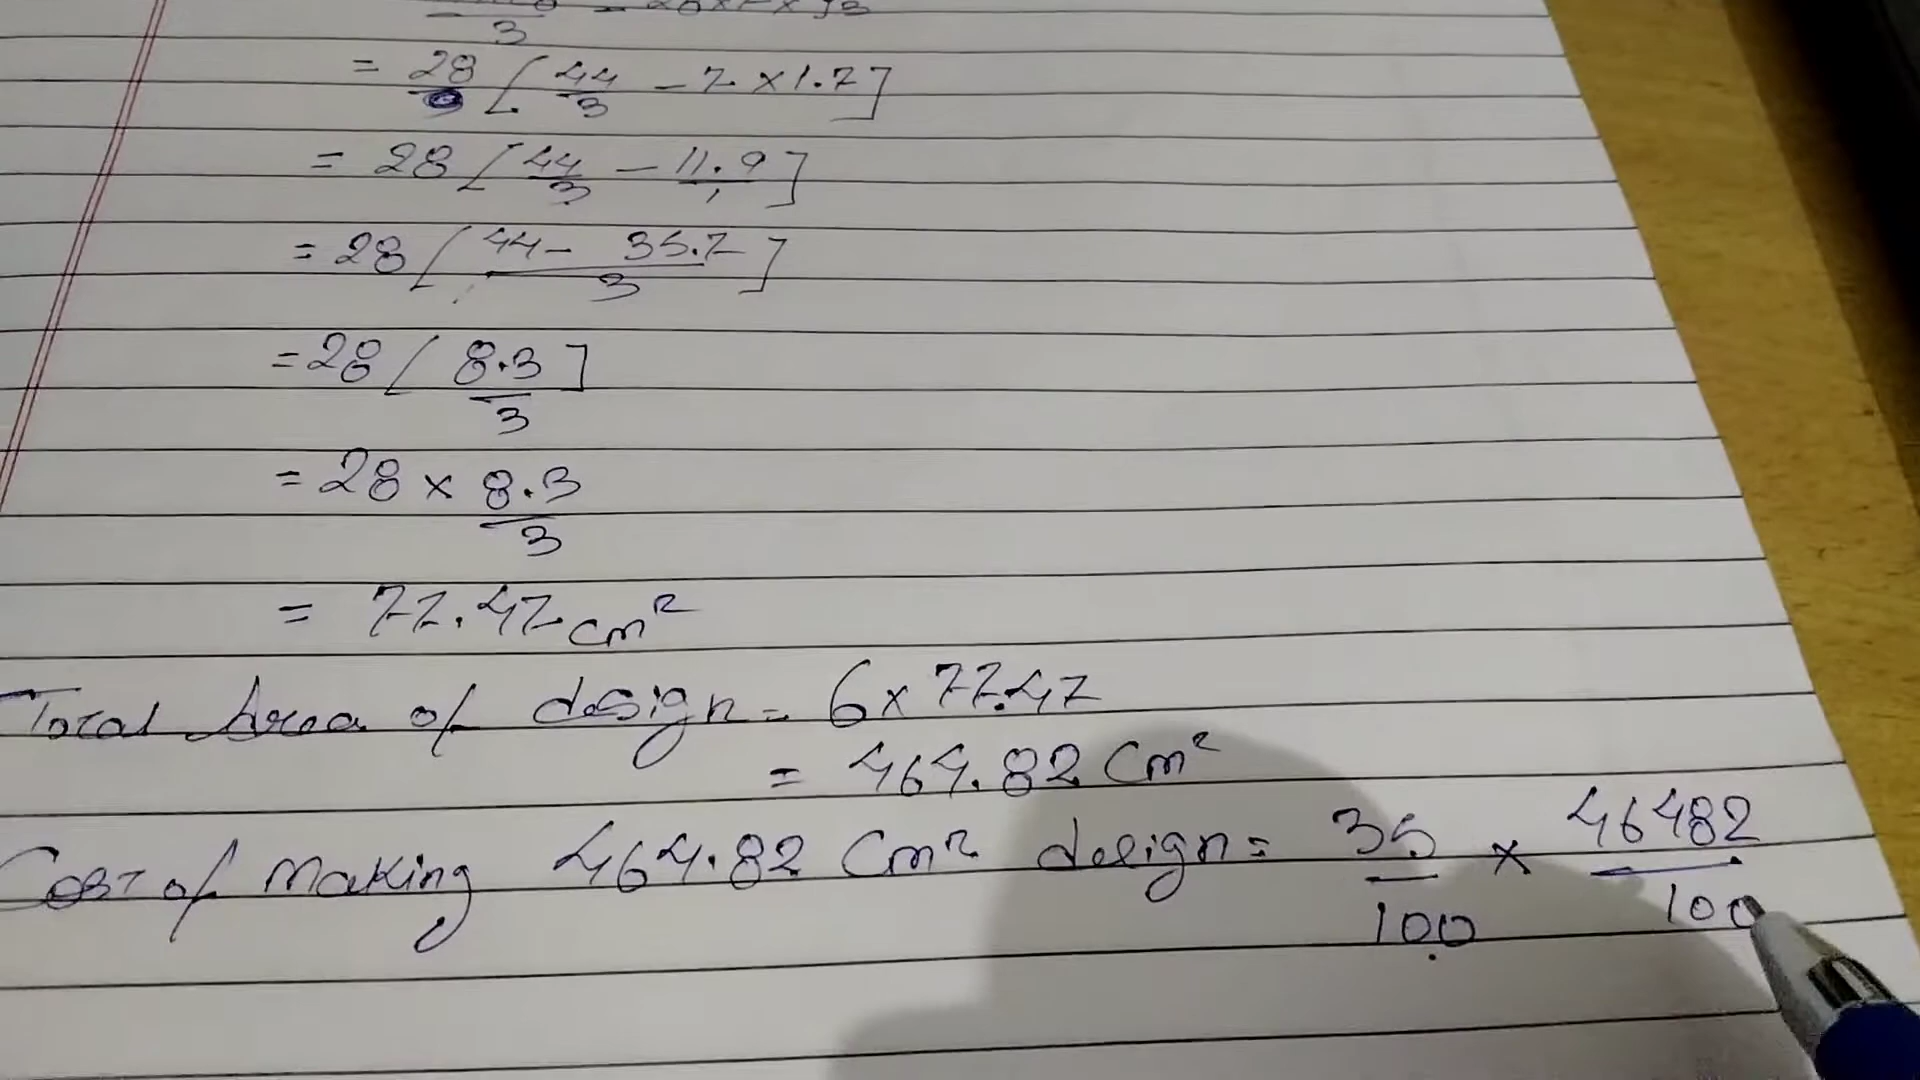 3
= 28 [ 44/3 - 7 × 1.7 ]
= 28 [ 44/3 - 11.9/1 ]
= 28 [ 44 - 35.7 / 3 ]
= 28 [ 8.3 / 3 ]
= 28 × 8.3 / 3
= 77.47 cm²
Total Area of design = 6 × 77.47
= 464.82 Cm²
Cost of Making 464.82 Cm² design = 35/100 × 46482/100